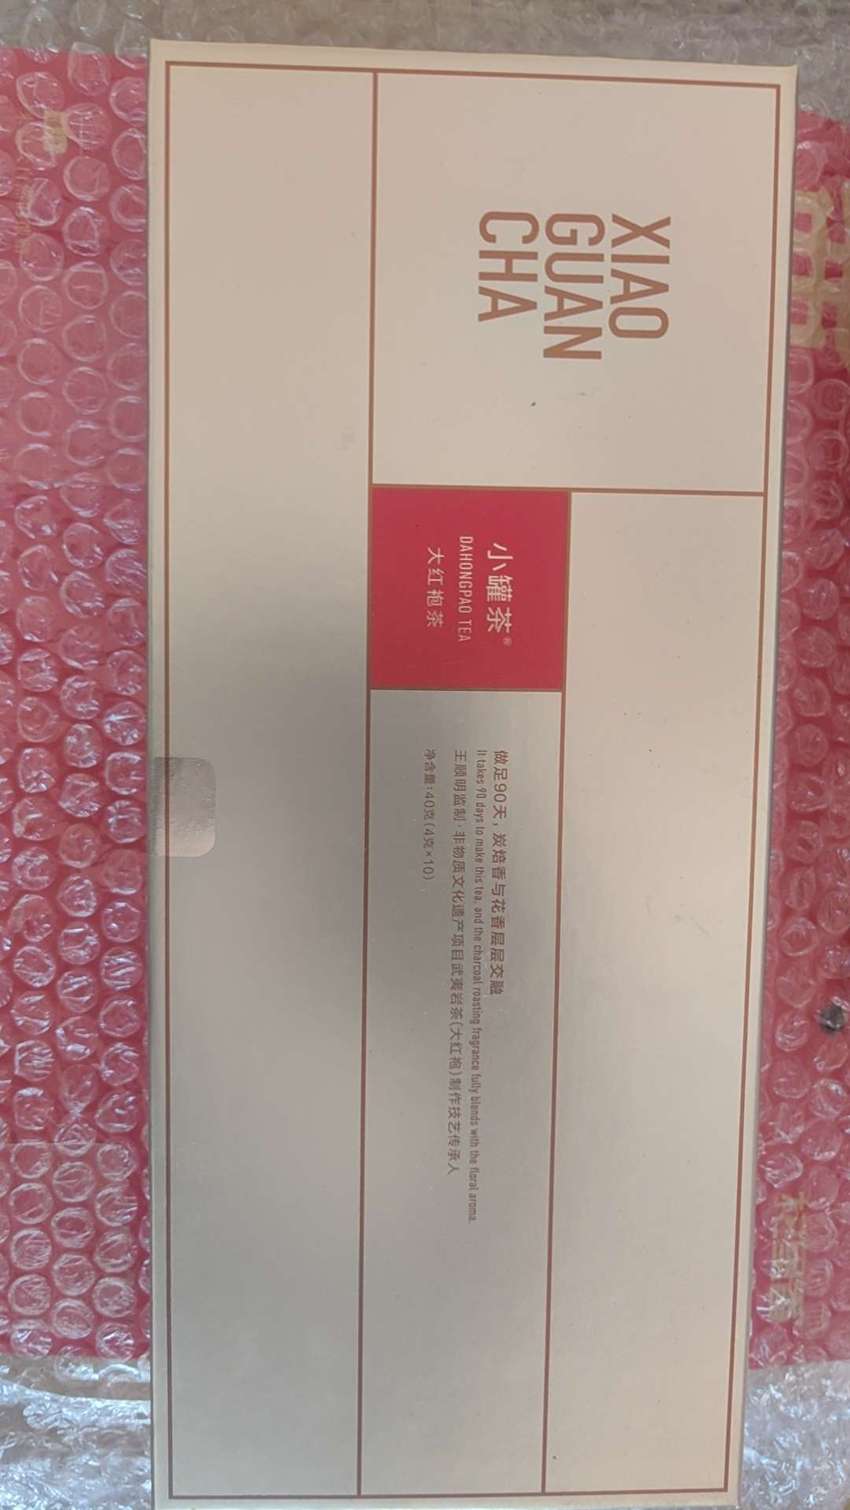 XIAO
GUAN
CHA
小罐茶®
DAHONGPAO TEA
大红袍茶
做足90天，炭焙香与花香层层交融
It takes 90 days to make this tea, and the charcoal roasting fragrance fully blends with the floral aroma.
王顺明监制·非物质文化遗产项目武夷岩茶(大红袍)制作技艺传承人
净含量:40克(4克×10)